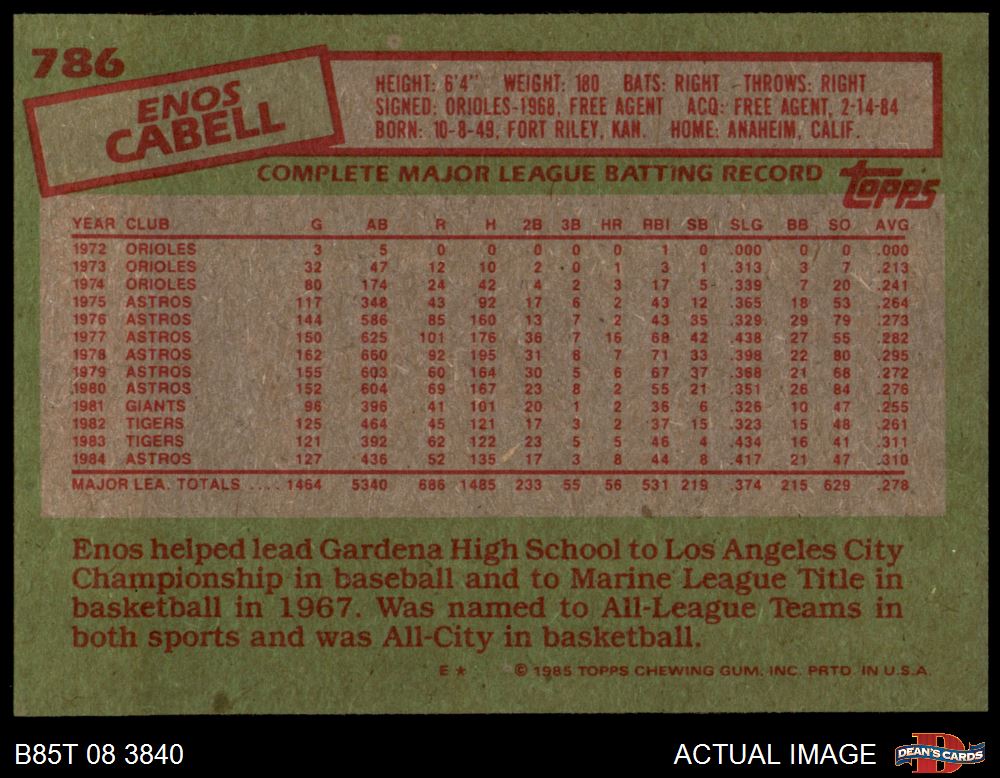 786
ENOS
CABELL
HEIGHT: 6'4" WEIGHT: 180 BATS: RIGHT -THROWS: RIGHT
SIGNED: ORIOLES-1968, FREE AGENT ACQ: FREE AGENT, 2-14-84
BORN: 10-8-49, FORT RILEY, KAN. HOME: ANAHEIM, CALIF.
COMPLETE MAJOR LEAGUE BATTING RECORD topps
YEAR CLUB G AB R H 2B 3B HR RBI SB SLG BB SO AVG
1972 ORIOLES 3 5 0 0 0 0 0 1 0 .000 0 0 .000
1973 ORIOLES 32 47 12 10 2 0 1 3 1 .313 3 7 .213
1974 ORIOLES 80 174 24 42 4 2 3 17 5 .339 7 20 .241
1975 ASTROS 117 348 43 92 17 6 2 43 12 .365 18 53 .264
1976 ASTROS 144 586 85 160 13 7 2 43 35 .329 29 79 .273
1977 ASTROS 150 625 101 176 36 7 16 68 42 .438 27 55 .282
1978 ASTROS 162 660 92 195 31 8 7 71 33 .398 22 80 .295
1979 ASTROS 155 603 60 164 30 5 6 67 37 .368 21 68 .272
1980 ASTROS 152 604 69 167 23 8 2 55 21 .351 26 84 .276
1981 GIANTS 96 396 41 101 20 1 2 36 6 .326 10 47 .255
1982 TIGERS 125 464 45 121 17 3 2 37 15 .323 15 48 .261
1983 TIGERS 121 392 62 122 23 5 5 46 4 .434 16 41 .311
1984 ASTROS 127 436 52 135 17 3 8 44 8 .417 21 47 .310
MAJOR LEA. TOTALS .... 1464 5340 686 1485 233 55 56 531 219 .374 215 629 .278
Enos helped lead Gardena High School to Los Angeles City
Championship in baseball and to Marine League Title in
basketball in 1967. Was named to All-League Teams in
both sports and was All-City in basketball.
E * © 1985 TOPPS CHEWING GUM, INC. PRTD. IN U.S.A.
B85T 08 3840 ACTUAL IMAGE DEAN'S CARDS